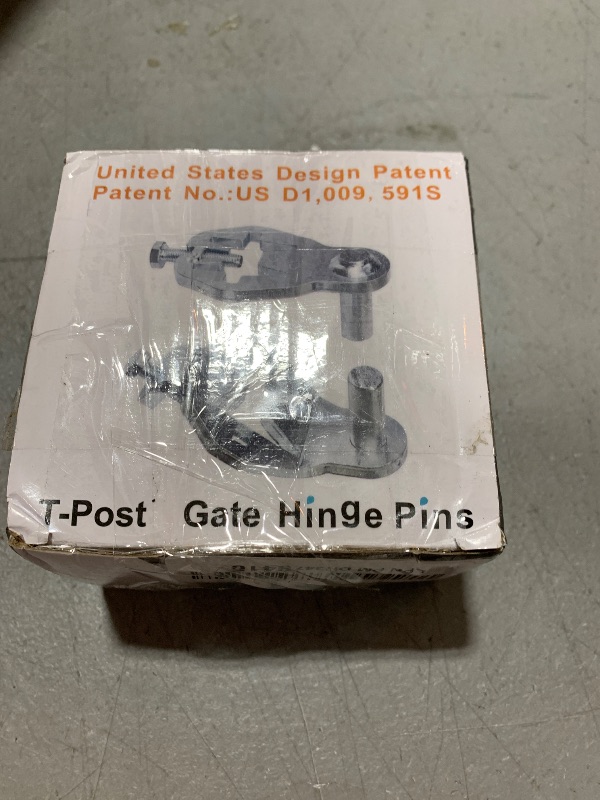 United States Design Patent
Patent No.:US D1,009, 591S
T-Post Gate Hinge Pins